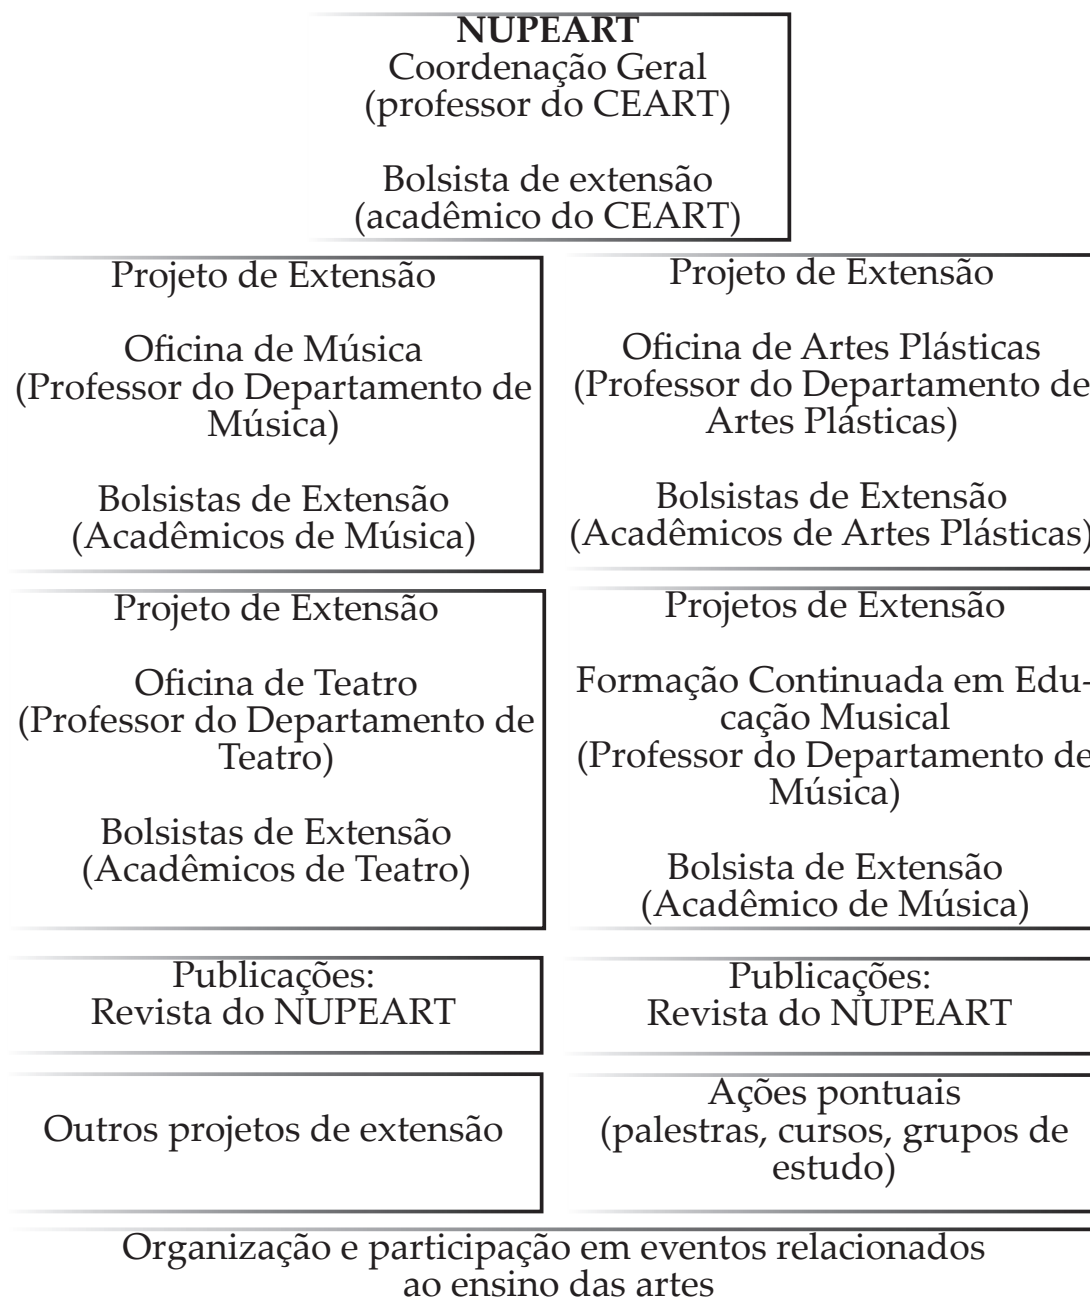 NUPEART
Coordenação Geral
(professor do CEART)
Bolsista de extensão
(acadêmico do CEART)
Projeto de Extensão
Oficina de Música
(Professor do Departamento de
Música)
Bolsistas de Extensão
(Acadêmicos de Música)
Projeto de Extensão
Oficina de Artes Plásticas
(Professor do Departamento de
Artes Plásticas)
Bolsistas de Extensão
(Acadêmicos de Artes Plásticas)
Projeto de Extensão
Oficina de Teatro
(Professor do Departamento de
Teatro)
Bolsistas de Extensão
(Acadêmicos de Teatro)
Projetos de Extensão
Formação Continuada em Edu-
cação Musical
(Professor do Departamento de
Música)
Bolsista de Extensão
(Acadêmico de Música)
Publicações:
Revista do NUPEART
Publicações:
Revista do NUPEART
Outros projetos de extensão
Ações pontuais
(palestras, cursos, grupos de
estudo)
Organização e participação em eventos relacionados
ao ensino das artes